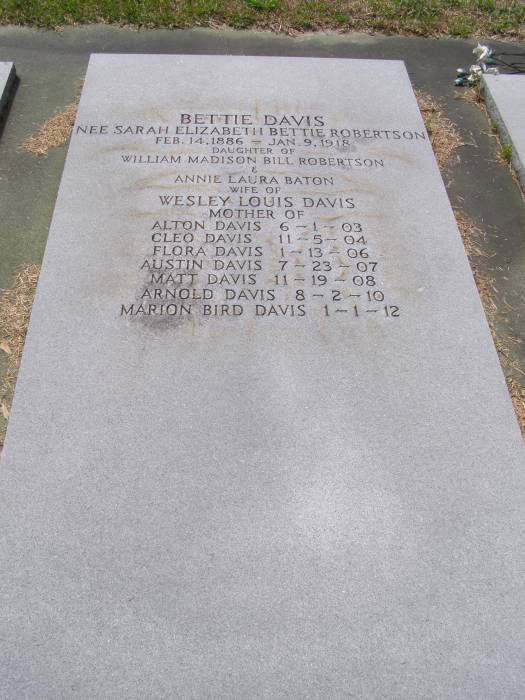 BETTIE DAVIS
NEE SARAH ELIZABETH BETTIE ROBERTSON
FEB. 14, 1886 – JAN. 9, 1918
DAUGHTER OF
WILLIAM MADISON BILL ROBERTSON
&
ANNIE LAURA BATON
WIFE OF
WESLEY LOUIS DAVIS
MOTHER OF
ALTON DAVIS 6 – 1 – 03
CLEO DAVIS 11 – 5 – 04
FLORA DAVIS 1 – 13 – 06
AUSTIN DAVIS 7 – 23 – 07
MATT DAVIS 11 – 19 – 08
ARNOLD DAVIS 8 – 2 – 10
MARION BIRD DAVIS 1 – 1 – 12